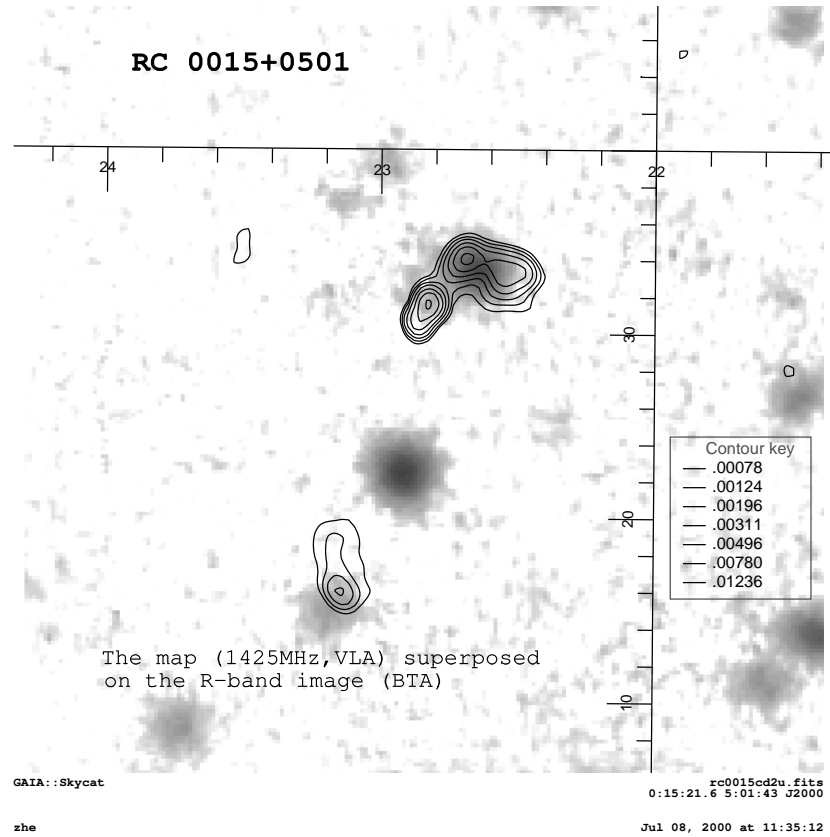 RC 0015+0501
24
23
22
30
20
10
Contour key
.00078
.00124
.00196
.00311
.00496
.00780
.01236
The map (1425MHz,VLA) superposed
on the R−band image (BTA)
GAIA::Skycat
rc0015cd2u.fits
0:15:21.6 5:01:43 J2000
zhe
Jul 08, 2000 at 11:35:12